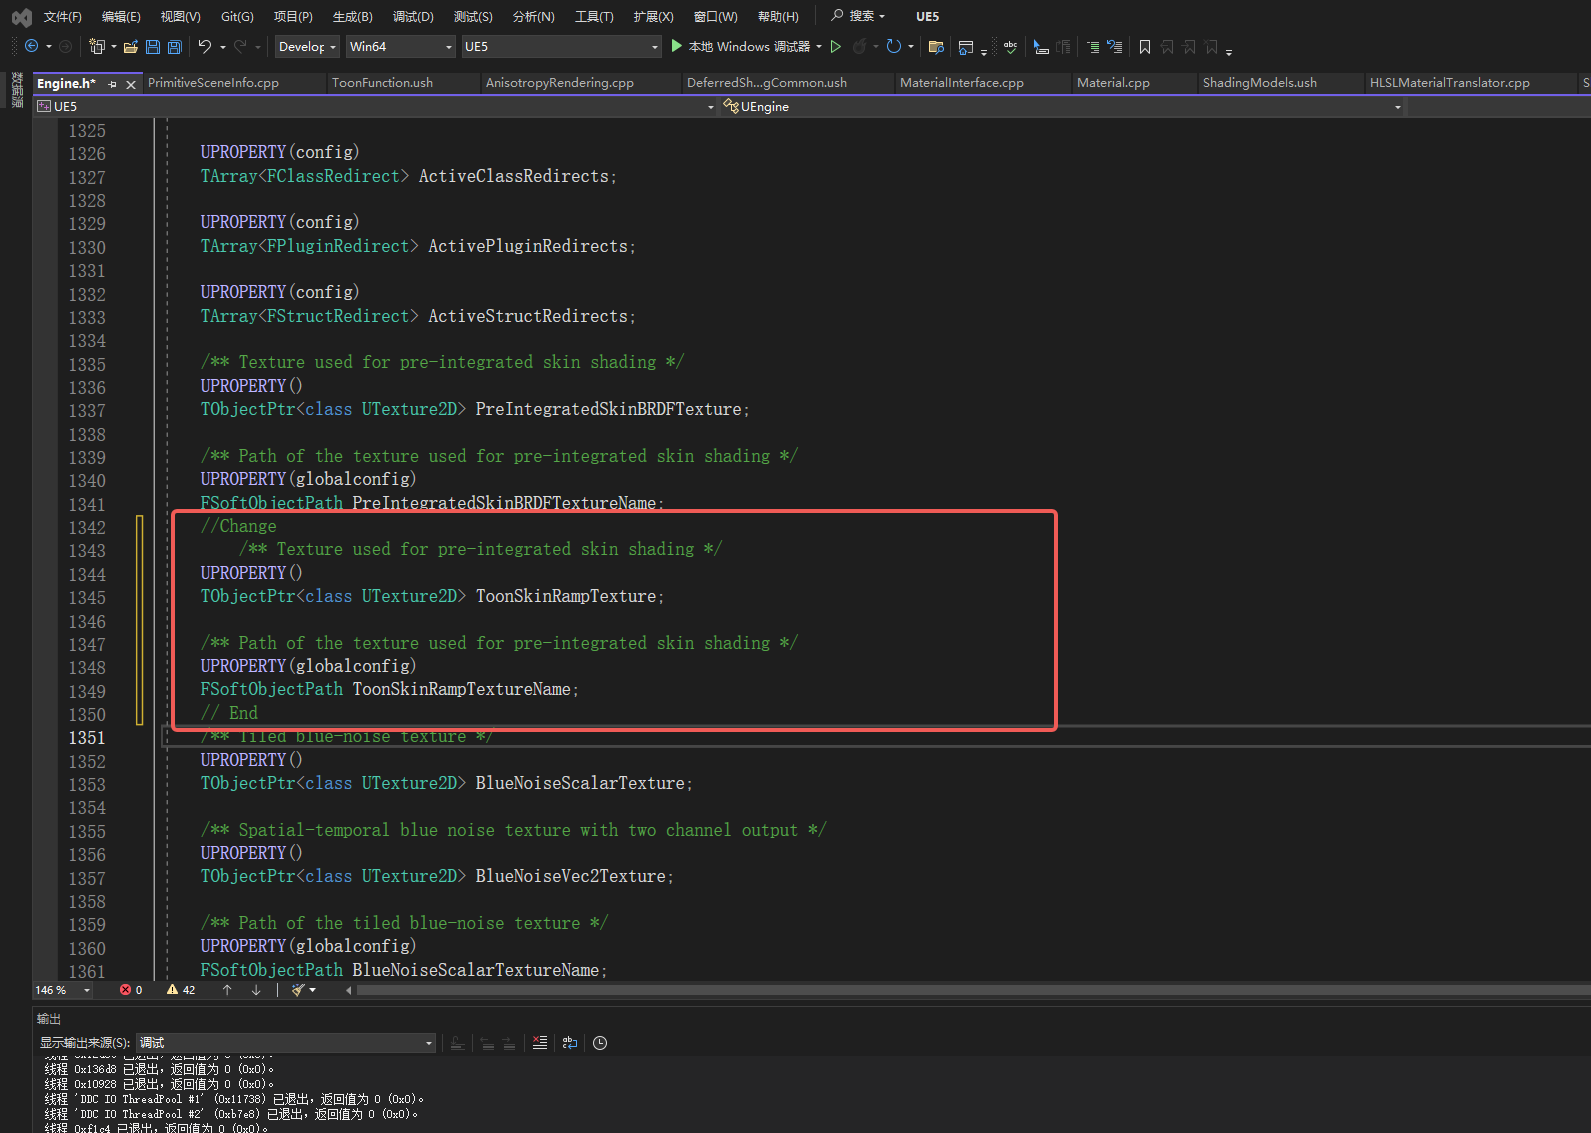 文件(F) 编辑(E) 视图(V) Git(G) 项目(P) 生成(B) 调试(D) 测试(S) 分析(N) 工具(T) 扩展(X) 窗口(W) 帮助(H) 搜索 UE5
Develop Win64 UE5 本地 Windows 调试器
数据源
Engine.h* PrimitiveSceneInfo.cpp ToonFunction.ush AnisotropyRendering.cpp DeferredSh...gCommon.ush MaterialInterface.cpp Material.cpp ShadingModels.ush HLSLMaterialTranslator.cpp S
UE5 UEngine
1325
1326 UPROPERTY(config)
1327 TArray<FClassRedirect> ActiveClassRedirects;
1328
1329 UPROPERTY(config)
1330 TArray<FPluginRedirect> ActivePluginRedirects;
1331
1332 UPROPERTY(config)
1333 TArray<FStructRedirect> ActiveStructRedirects;
1334
1335 /** Texture used for pre-integrated skin shading */
1336 UPROPERTY()
1337 TObjectPtr<class UTexture2D> PreIntegratedSkinBRDFTexture;
1338
1339 /** Path of the texture used for pre-integrated skin shading */
1340 UPROPERTY(globalconfig)
1341 FSoftObjectPath PreIntegratedSkinBRDFTextureName;
1342 //Change
1343 /** Texture used for pre-integrated skin shading */
1344 UPROPERTY()
1345 TObjectPtr<class UTexture2D> ToonSkinRampTexture;
1346
1347 /** Path of the texture used for pre-integrated skin shading */
1348 UPROPERTY(globalconfig)
1349 FSoftObjectPath ToonSkinRampTextureName;
1350 // End
1351 /** Tiled blue-noise texture */
1352 UPROPERTY()
1353 TObjectPtr<class UTexture2D> BlueNoiseScalarTexture;
1354
1355 /** Spatial-temporal blue noise texture with two channel output */
1356 UPROPERTY()
1357 TObjectPtr<class UTexture2D> BlueNoiseVec2Texture;
1358
1359 /** Path of the tiled blue-noise texture */
1360 UPROPERTY(globalconfig)
1361 FSoftObjectPath BlueNoiseScalarTextureName;
146 % 0 42
输出
显示输出来源(S): 调试
线程 0x136d8 已退出，返回值为 0 (0x0)。
线程 0x10928 已退出，返回值为 0 (0x0)。
线程 'DDC IO ThreadPool #1' (0x11738) 已退出，返回值为 0 (0x0)。
线程 'DDC IO ThreadPool #2' (0xb7e8) 已退出，返回值为 0 (0x0)。
线程 0xf1c4 已退出，返回值为 0 (0x0)。